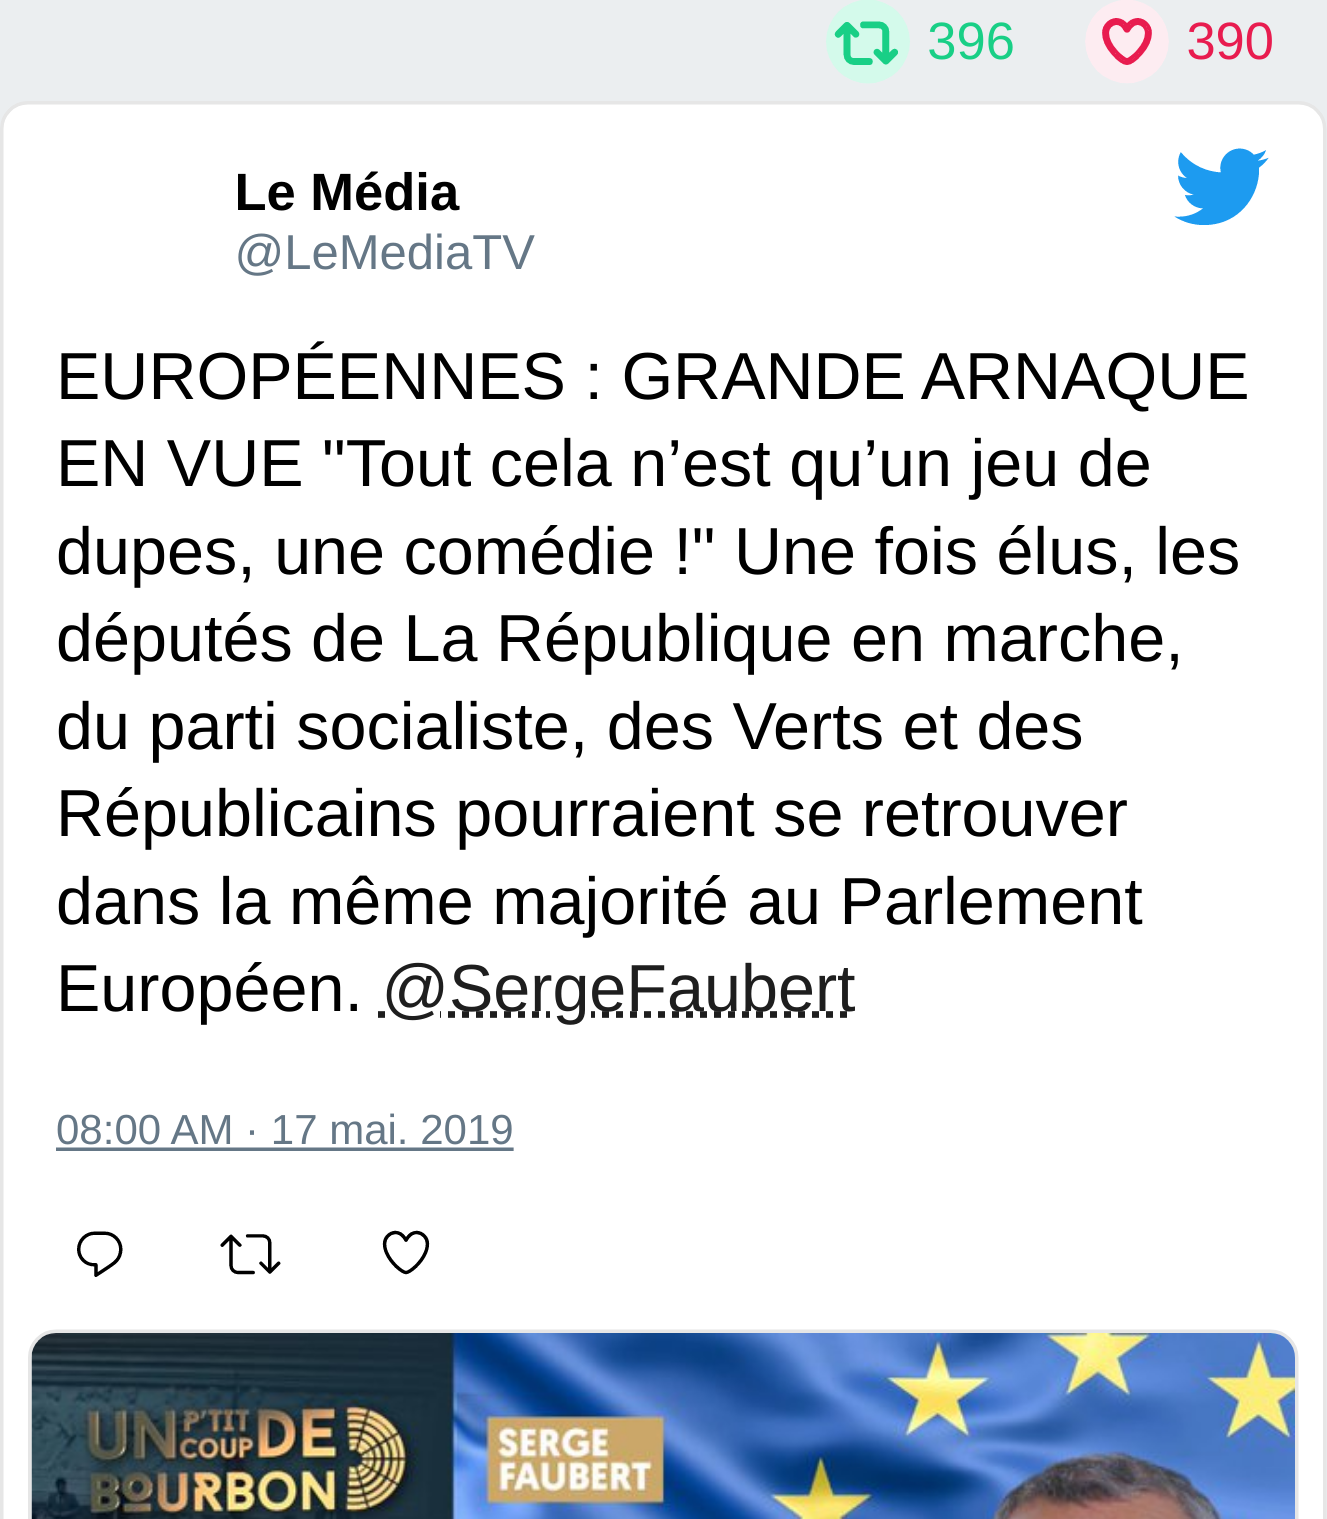 396 390
Le Média
@LeMediaTV
EUROPÉENNES : GRANDE ARNAQUE
EN VUE "Tout cela n’est qu’un jeu de
dupes, une comédie !" Une fois élus, les
députés de La République en marche,
du parti socialiste, des Verts et des
Républicains pourraient se retrouver
dans la même majorité au Parlement
Européen. @SergeFaubert
08:00 AM · 17 mai. 2019
UN P'TIT COUP DE
BOURBON
SERGE
FAUBERT